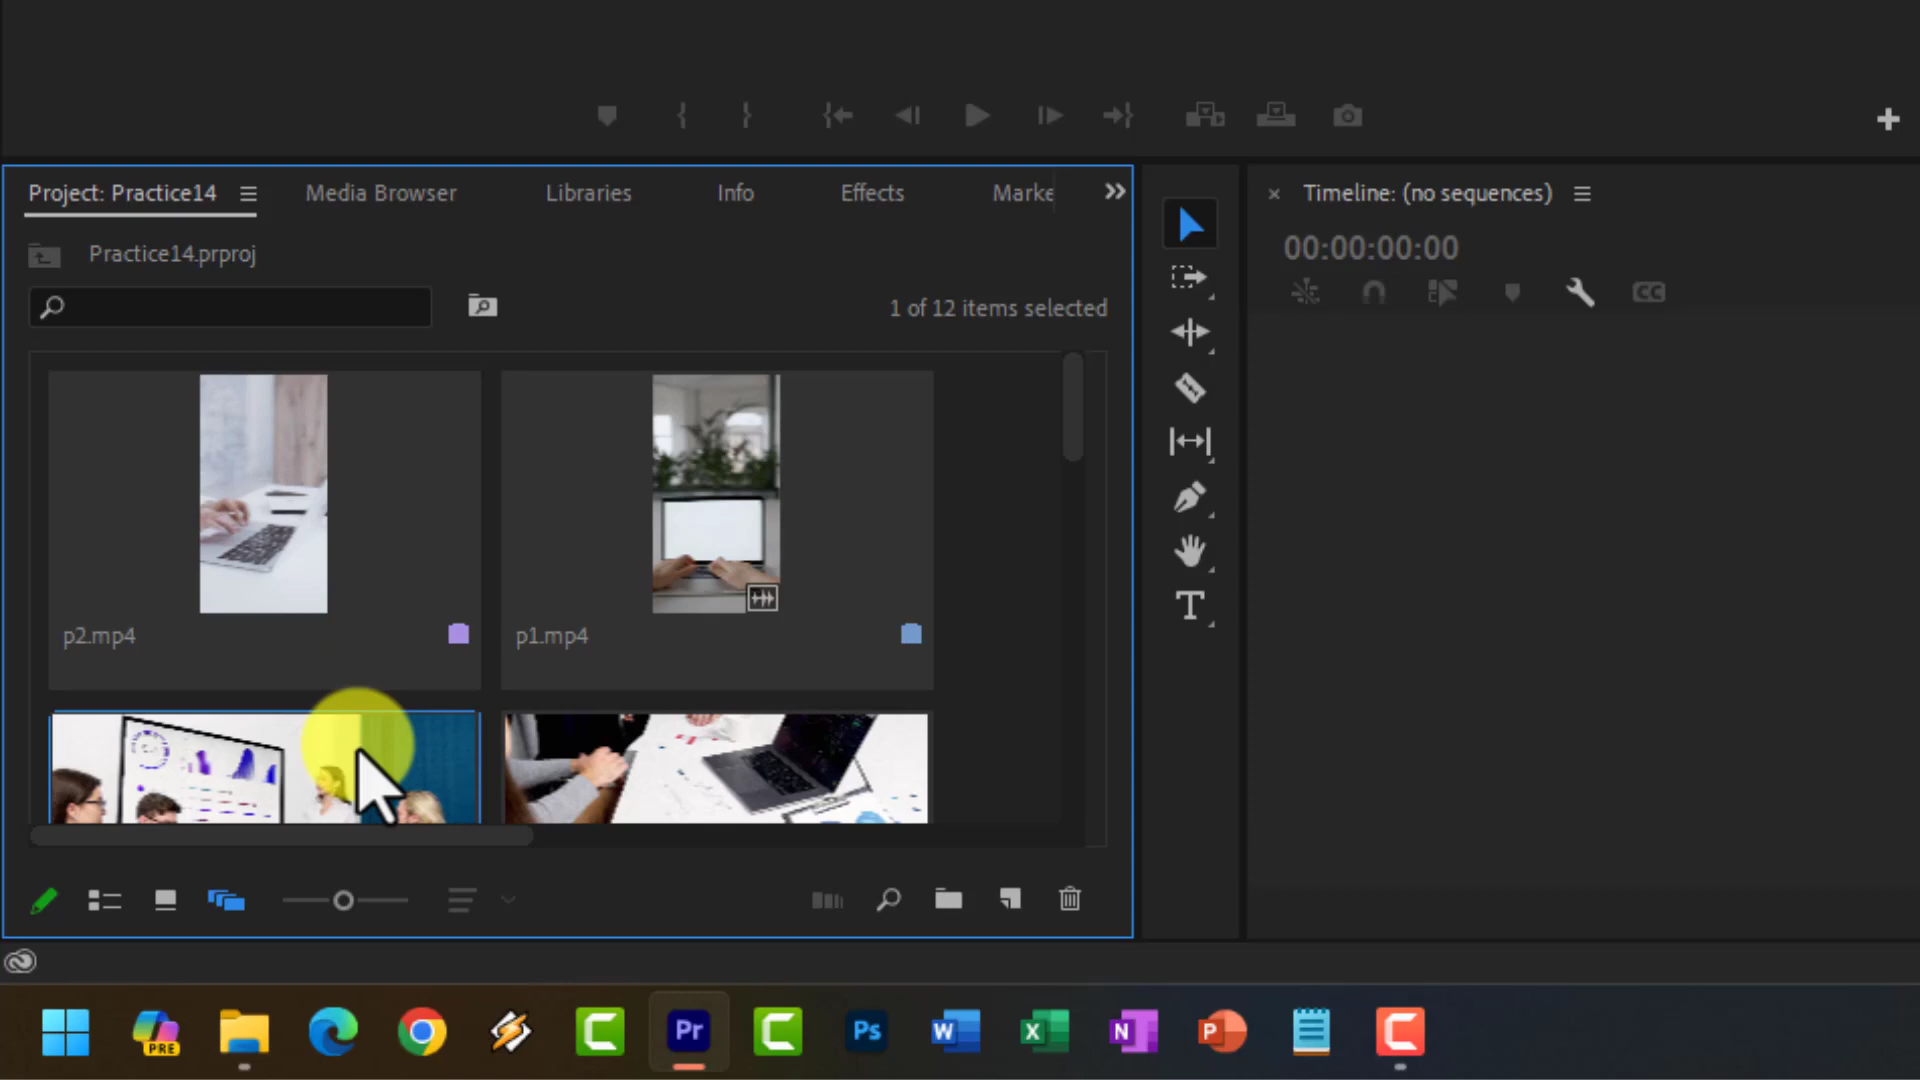 Project: Practice14
Media Browser
Libraries
Info
Effects
Marke
Timeline: (no sequences)
Practice14.prproj
00:00:00:00
1 of 12 items selected
CC
T
p2.mp4
p1.mp4
PRE
Pr
Ps
W
X
N
P